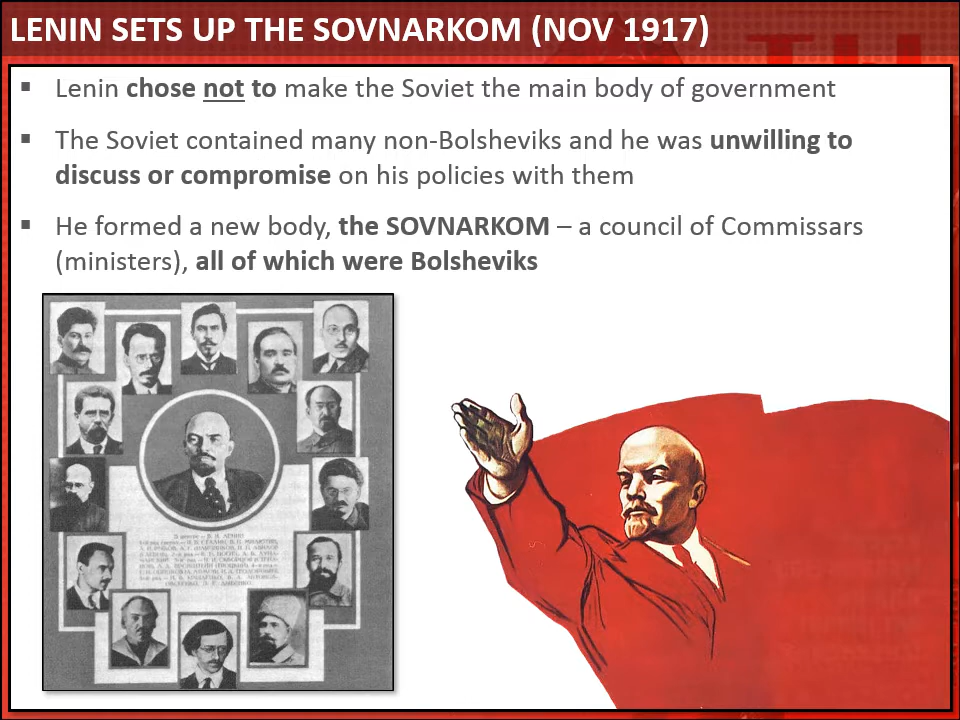 LENIN SETS UP THE SOVNARKOM (NOV 1917)
▪ Lenin chose not to make the Soviet the main body of government
▪ The Soviet contained many non-Bolsheviks and he was unwilling to
discuss or compromise on his policies with them
▪ He formed a new body, the SOVNARKOM – a council of Commissars
(ministers), all of which were Bolsheviks